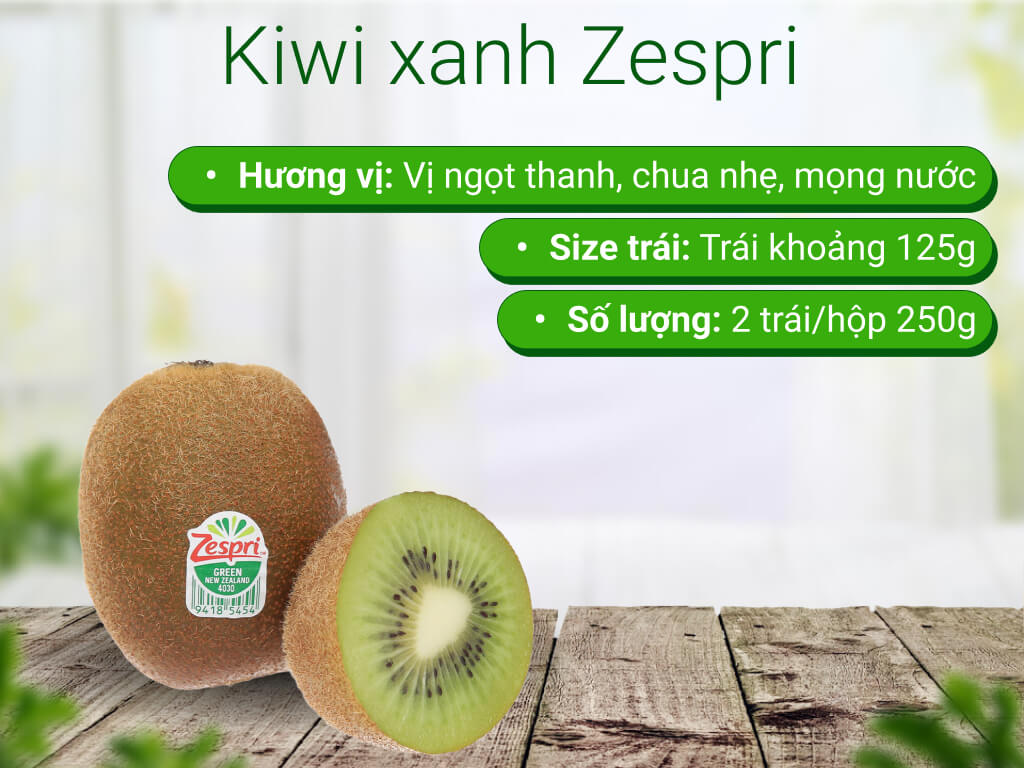 Kiwi xanh Zespri
• Hương vị: Vị ngọt thanh, chua nhẹ, mọng nước
• Size trái: Trái khoảng 125g
• Số lượng: 2 trái/hộp 250g
Zespri
GREEN
NEW ZEALAND
4030
9418 5454